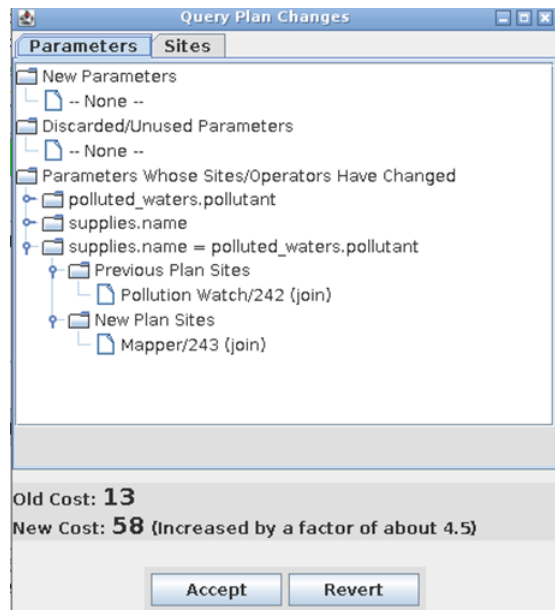 Query Plan Changes
Parameters Sites
New Parameters
-- None --
Discarded/Unused Parameters
-- None --
Parameters Whose Sites/Operators Have Changed
polluted_waters.pollutant
supplies.name
supplies.name = polluted_waters.pollutant
Previous Plan Sites
Pollution Watch/242 (join)
New Plan Sites
Mapper/243 (join)
Old Cost: 13
New Cost: 58 (Increased by a factor of about 4.5)
Accept Revert